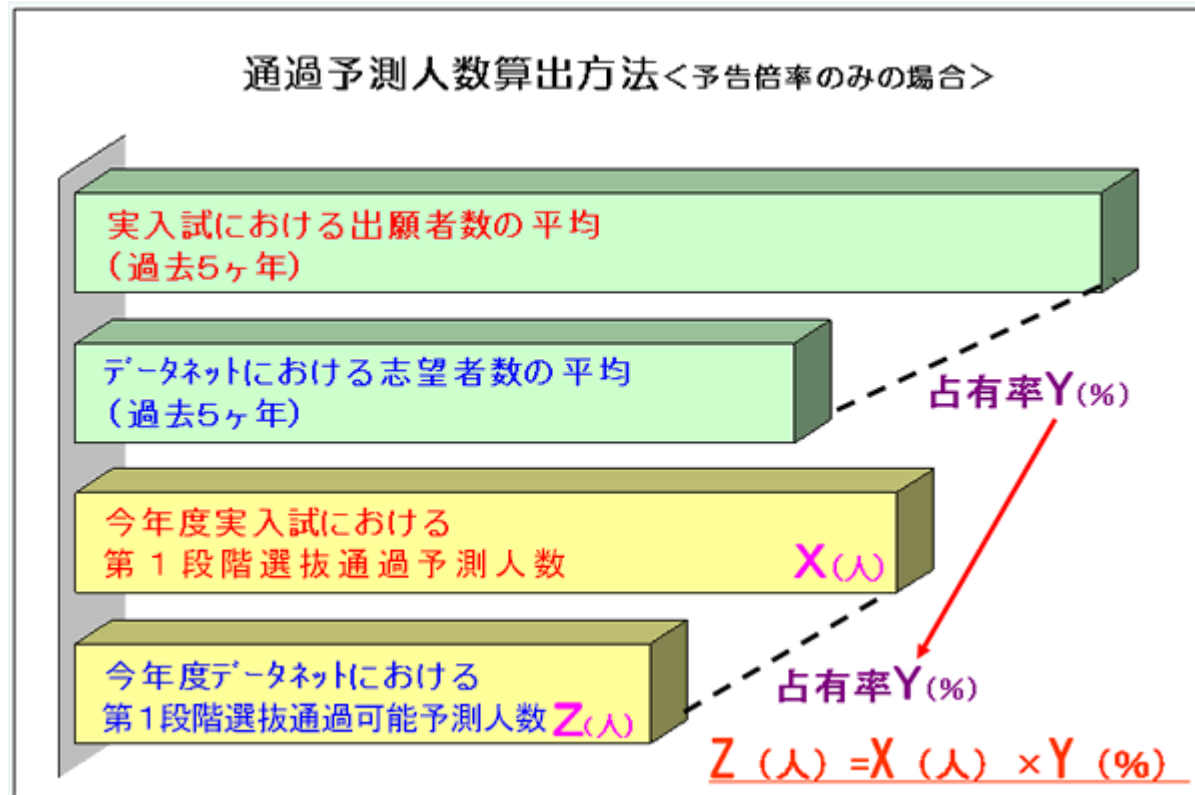 通過予測人数算出方法＜予告倍率のみの場合＞
実入試における出願者数の平均
(過去5ヶ年)
データネットにおける志望者数の平均
(過去5ヶ年)
占有率Y(%)
今年度実入試における
第１段階選抜通過予測人数 X(人)
今年度データネットにおける
第１段階選抜通過可能予測人数 Z(人)
占有率Y(%)
Z (人) =X (人) ×Y (%)